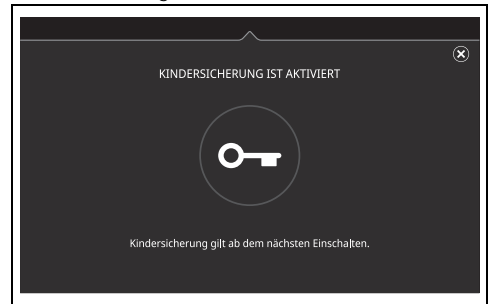 KINDERSICHERUNG IST AKTIVIERT
Kindersicherung gilt ab dem nächsten Einschalten.